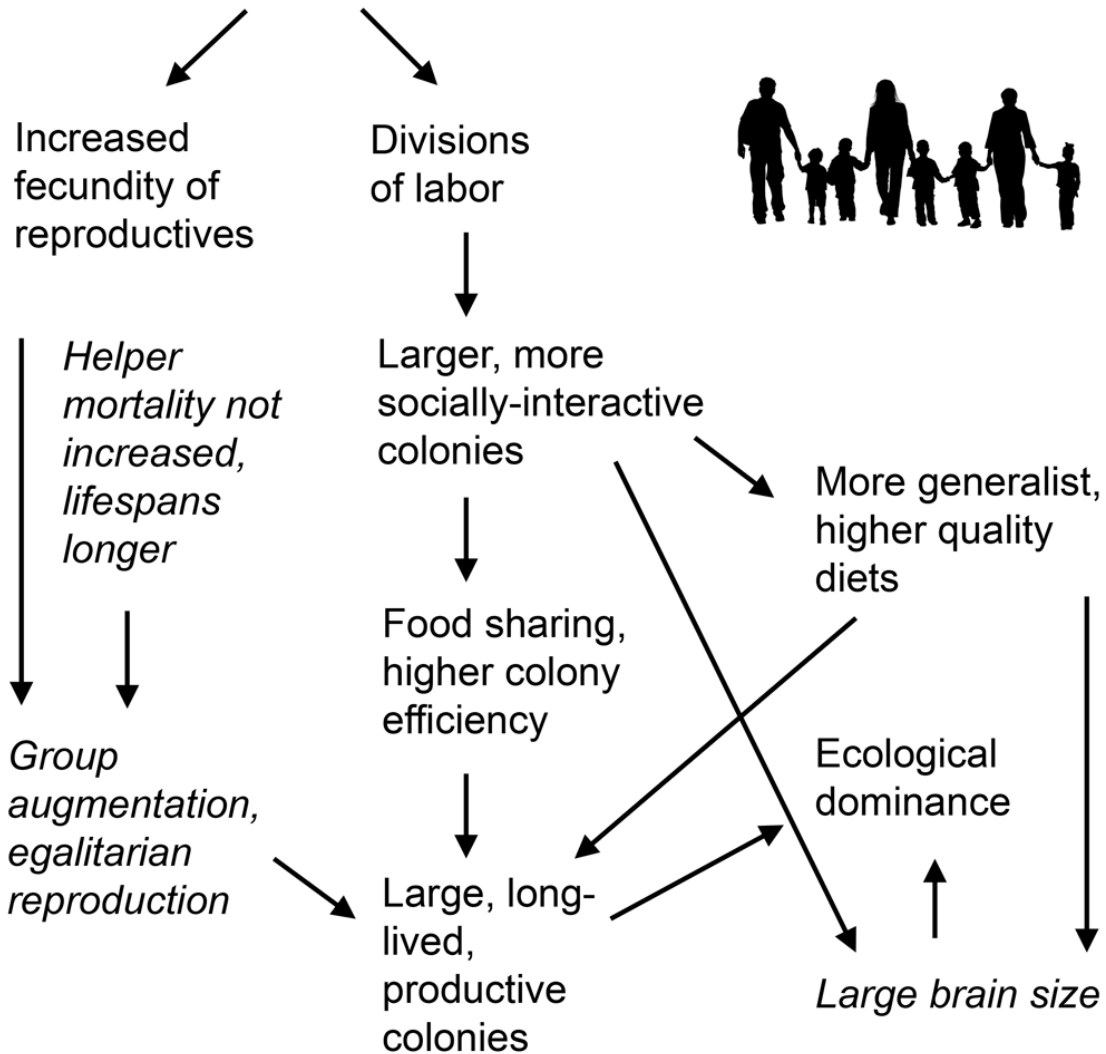 Increased
fecundity of
reproductives
Divisions
of labor
Helper
mortality not
increased,
lifespans
longer
Larger, more
socially-interactive
colonies
More generalist,
higher quality
diets
Food sharing,
higher colony
efficiency
Group
augmentation,
egalitarian
reproduction
Ecological
dominance
Large, long-
lived,
productive
colonies
Large brain size